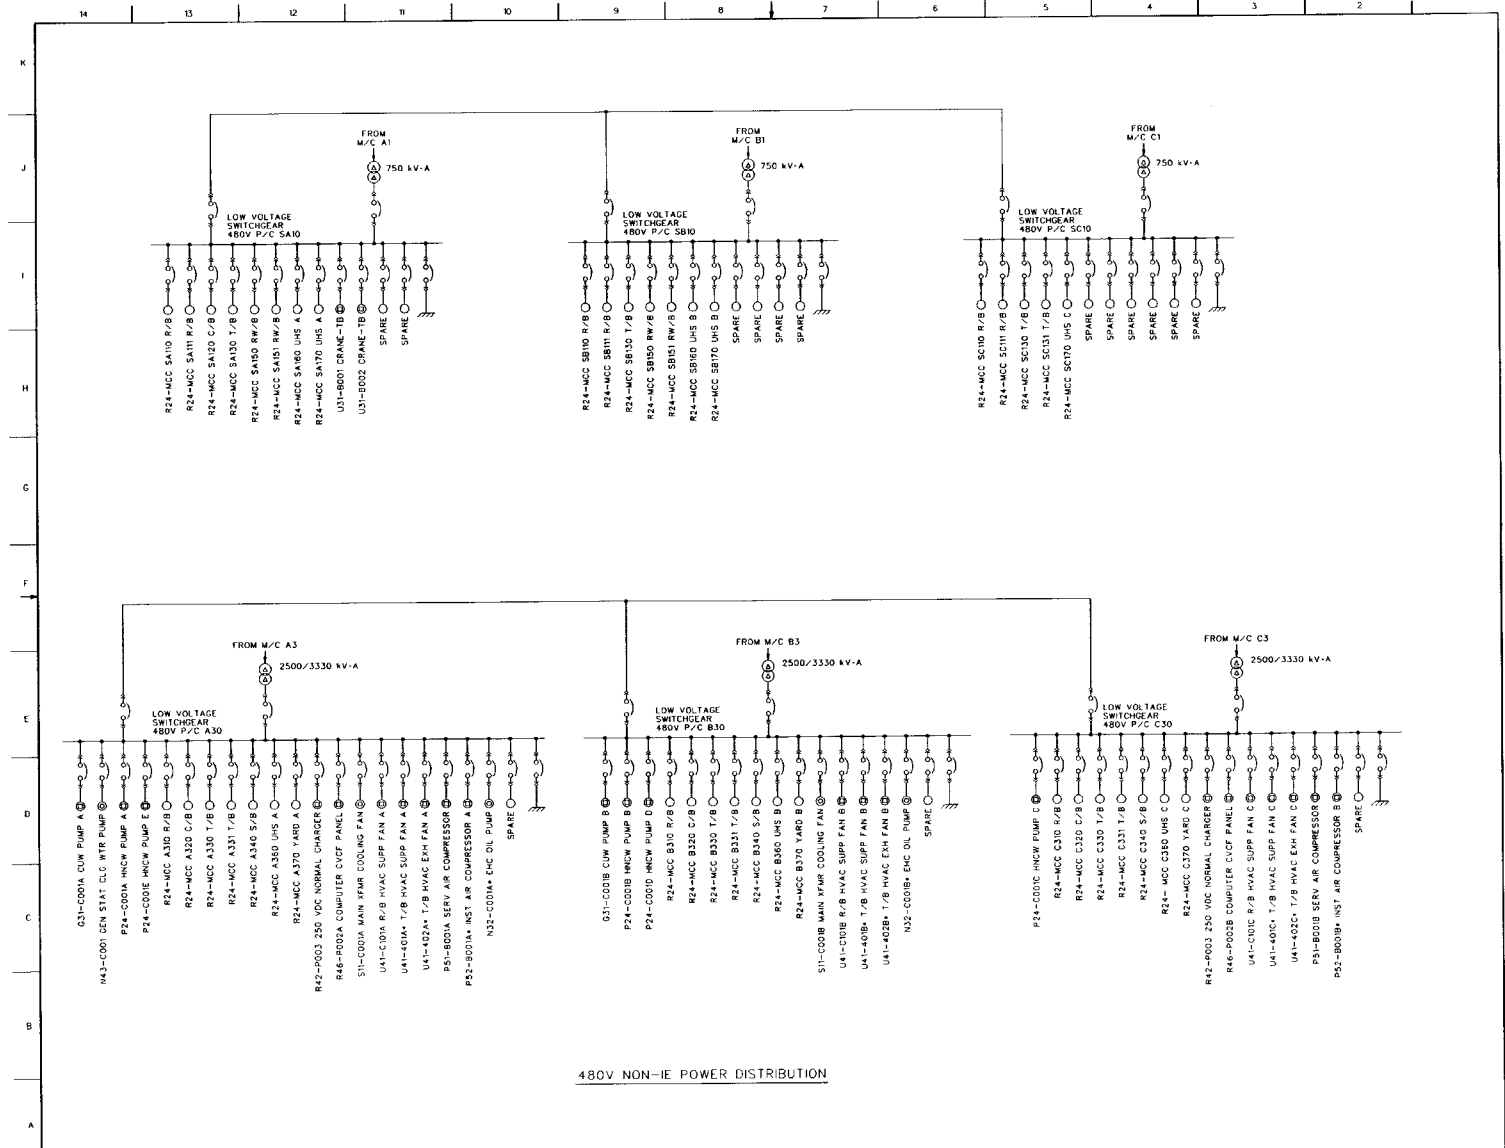 14 13 12 11 10 9 8 7 6 5 4 3 2
K
J
I
H
G
F
E
D
C
B
A
FROM
M/C A1
750 kV-A
LOW VOLTAGE
SWITCHGEAR
480V P/C SA10
R24-MCC SA110 R/B
R24-MCC SA111 R/B
R24-MCC SA120 C/B
R24-MCC SA130 T/B
R24-MCC SA150 RW/B
R24-MCC SA151 RW/B
R24-MCC SA160 UHS A
R24-MCC SA170 UHS A
U31-B001 CRANE-TB
U31-B002 CRANE-TB
SPARE
SPARE
FROM
M/C B1
750 kV-A
LOW VOLTAGE
SWITCHGEAR
480V P/C SB10
R24-MCC SB110 R/B
R24-MCC SB111 R/B
R24-MCC SB130 T/B
R24-MCC SB150 RW/B
R24-MCC SB151 RW/B
R24-MCC SB160 UHS B
R24-MCC SB170 UHS B
SPARE
SPARE
SPARE
SPARE
FROM
M/C C1
750 kV-A
LOW VOLTAGE
SWITCHGEAR
480V P/C SC10
R24-MCC SC110 R/B
R24-MCC SC111 R/B
R24-MCC SC130 T/B
R24-MCC SC131 T/B
R24-MCC SC170 UHS C
SPARE
SPARE
SPARE
SPARE
SPARE
SPARE
FROM M/C A3
2500/3330 kV-A
LOW VOLTAGE
SWITCHGEAR
480V P/C A30
G31-C001A CUW PUMP A
N43-C001 GEN STAT CLG WTR PUMP
P24-C001A HNCW PUMP A
P24-C001E HNCW PUMP E
R24-MCC A310 R/B
R24-MCC A320 C/B
R24-MCC A330 T/B
R24-MCC A331 T/B
R24-MCC A340 S/B
R24-MCC A360 UHS A
R24-MCC A370 YARD A
R42-P003 250 VDC NORMAL CHARGER
R46-P002A COMPUTER CVCF PANEL
S11-C001A MAIN XFMR COOLING FAN
U41-C101A R/B HVAC SUPP FAN A
U41-401A* T/B HVAC SUPP FAN A
U41-402A* T/B HVAC EXH FAN A
P51-B001A SERV AIR COMPRESSOR
P52-B001A* INST AIR COMPRESSOR A
N32-C001A* EHC OIL PUMP
SPARE
FROM M/C B3
2500/3330 kV-A
LOW VOLTAGE
SWITCHGEAR
480V P/C B30
G31-C001B CUW PUMP B
P24-C001B HNCW PUMP B
P24-C001D HNCW PUMP D
R24-MCC B310 R/B
R24-MCC B320 C/B
R24-MCC B330 T/B
R24-MCC B331 T/B
R24-MCC B340 S/B
R24-MCC B360 UHS B
R24-MCC B370 YARD B
S11-C001B MAIN XFMR COOLING FAN
U41-C101B R/B HVAC SUPP FAN B
U41-401B* T/B HVAC SUPP FAN B
U41-402B* T/B HVAC EXH FAN B
N32-C001B* EHC OIL PUMP
SPARE
FROM M/C C3
2500/3330 kV-A
LOW VOLTAGE
SWITCHGEAR
480V P/C C30
P24-C001C HNCW PUMP C
R24-MCC C310 R/B
R24-MCC C320 C/B
R24-MCC C330 T/B
R24-MCC C331 T/B
R24-MCC C340 S/B
R24- MCC C360 UHS C
R24-MCC C370 YARD C
R42-P003 250 VDC NORMAL CHARGER
R46-P002B COMPUTER CVCF PANEL
U41-C101C R/B HVAC SUPP FAN C
U41-401C* T/B HVAC SUPP FAN C
U41-402C* T/B HVAC EXH FAN C
P51-B001B SERV AIR COMPRESSOR
P52-B001B* INST AIR COMPRESSOR B
SPARE
480V NON-IE POWER DISTRIBUTION